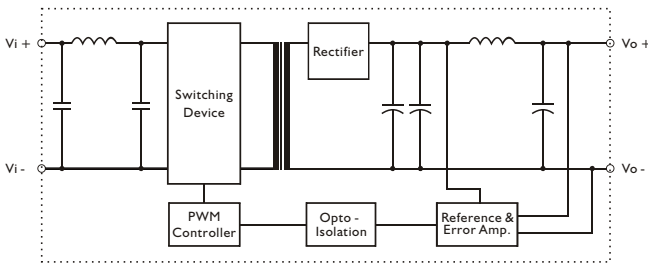 Vi +
Vo +
Rectifier
Switching
Device
Vi -
Vo -
PWM
Controller
Opto -
Isolation
Reference &
Error Amp.